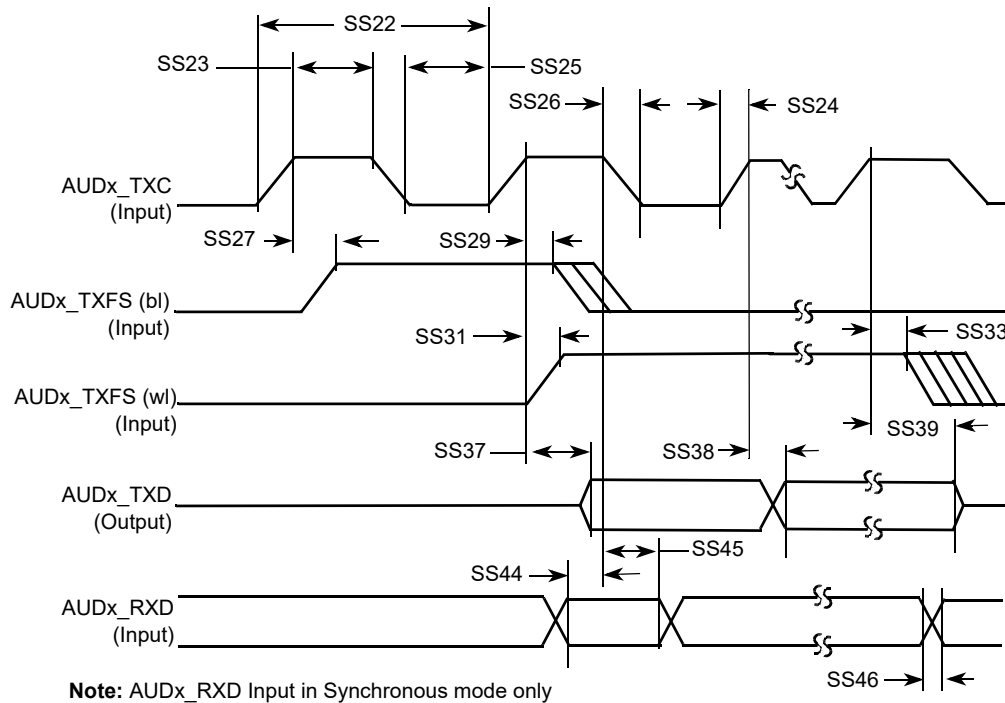 SS22
SS23
SS25
SS26
SS24
AUDx_TXC
(Input)
SS27
SS29
AUDx_TXFS (bl)
(Input)
SS31
SS33
AUDx_TXFS (wl)
(Input)
SS39
SS37
SS38
AUDx_TXD
(Output)
SS45
SS44
AUDx_RXD
(Input)
SS46
Note: AUDx_RXD Input in Synchronous mode only